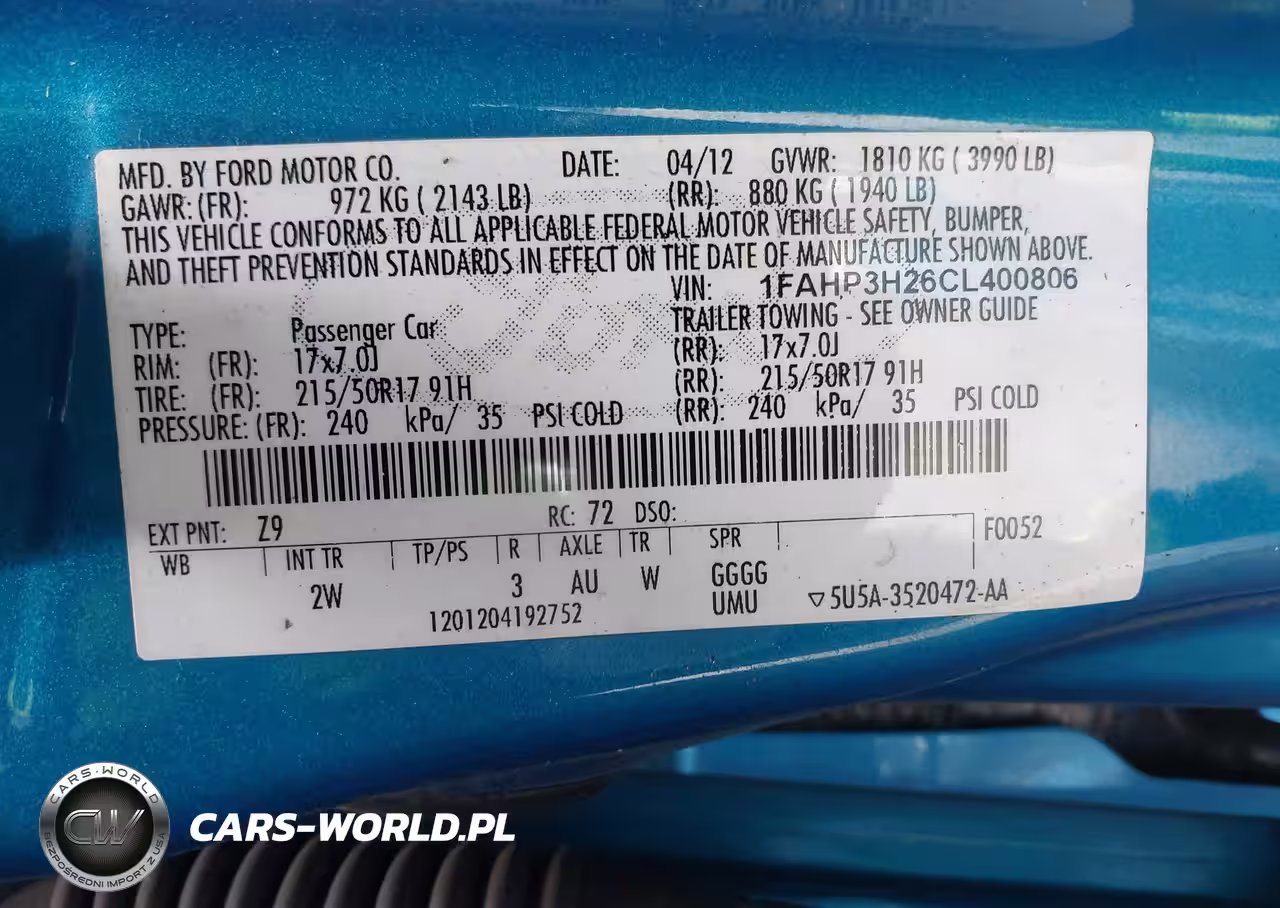 MFD. BY FORD MOTOR CO. DATE: 04/12 GVWR: 1810 KG ( 3990 LB)
GAWR: (FR): 972 KG ( 2143 LB) (RR): 880 KG ( 1940 LB)
THIS VEHICLE CONFORMS TO ALL APPLICABLE FEDERAL MOTOR VEHICLE SAFETY, BUMPER,
AND THEFT PREVENTION STANDARDS IN EFFECT ON THE DATE OF MANUFACTURE SHOWN ABOVE.
VIN: 1FAHP3H26CL400806
TYPE: Passenger Car TRAILER TOWING - SEE OWNER GUIDE
RIM: (FR): 17x7.0J (RR): 17x7.0J
TIRE: (FR): 215/50R17 91H (RR): 215/50R17 91H
PRESSURE: (FR): 240 kPa/ 35 PSI COLD (RR): 240 kPa/ 35 PSI COLD
EXT PNT: Z9 RC: 72 DSO:
WB INT TR TP/PS R AXLE TR SPR F0052
2W 3 AU W GGGG
UMU ▽5U5A-3520472-AA
1201204192752
CARS-WORLD
CW
BEZPOŚREDNI IMPORT Z USA
CARS-WORLD.PL